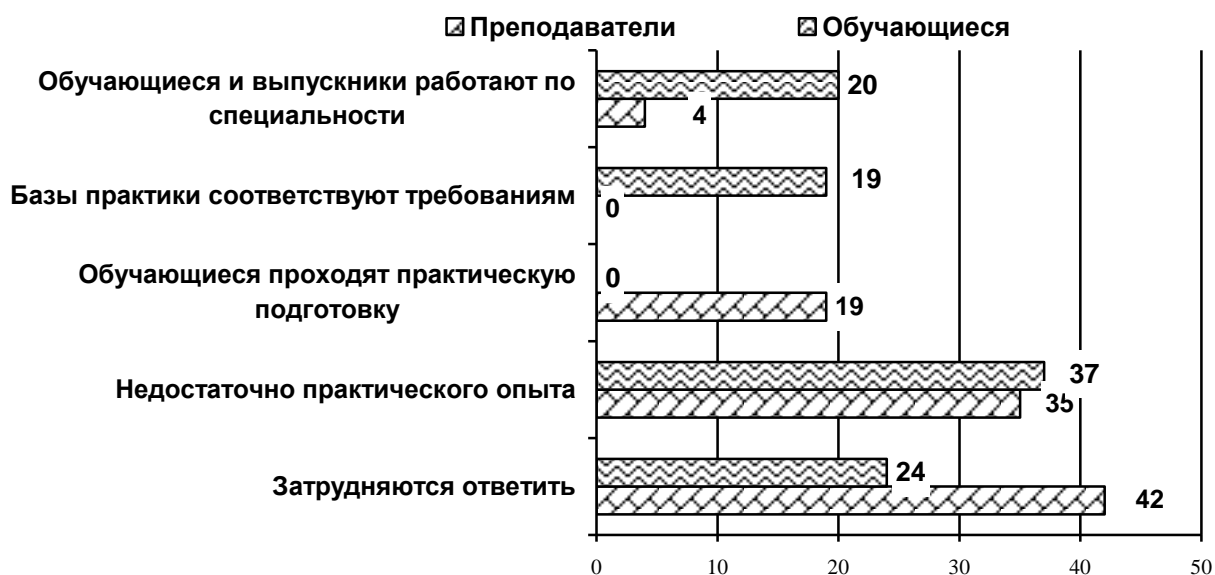 Преподаватели Обучающиеся
Обучающиеся и выпускники работают по
специальности
20
4
Базы практики соответствуют требованиям
19
0
Обучающиеся проходят практическую
подготовку
0
19
Недостаточно практического опыта
37
35
Затрудняются ответить
24
42
0 10 20 30 40 50